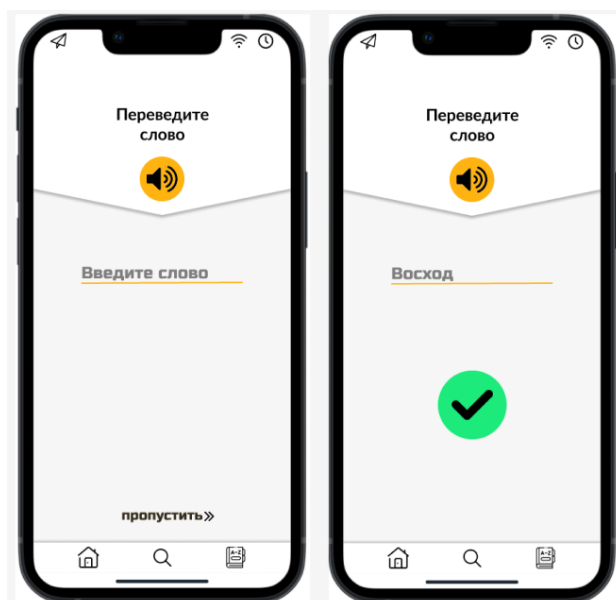 Переведите
слово
Введите слово
пропустить»
A-Z
Переведите
слово
Восход
A-Z